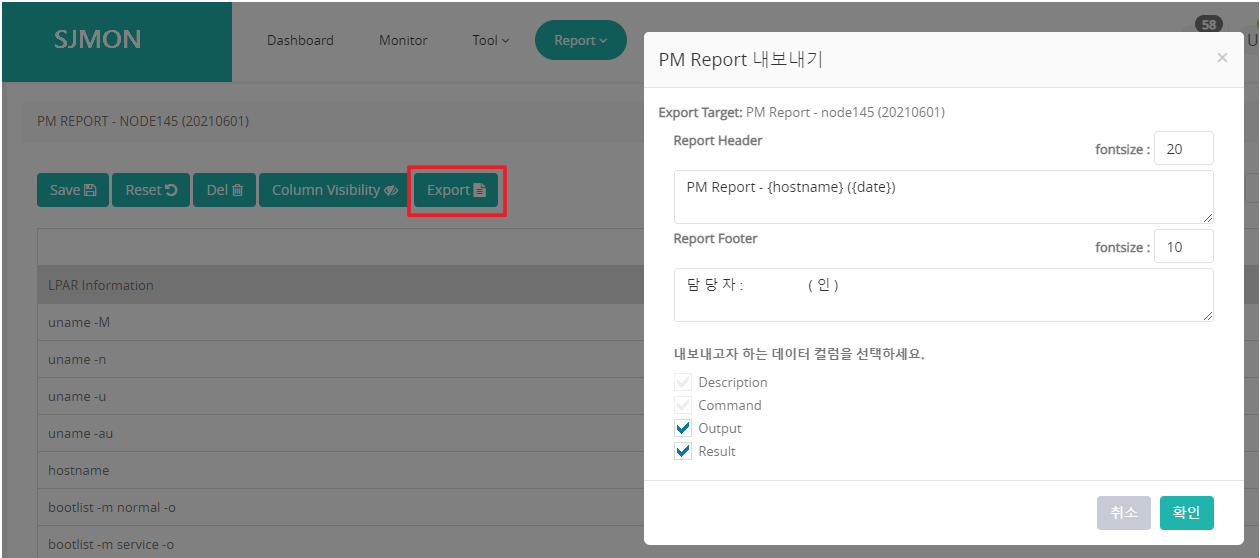 SJMON
Dashboard
Monitor
Tool
Report
58
U
PM REPORT - NODE145 (20210601)
Save
Reset
Del
Column Visibility
Export
LPAR Information
uname -M
uname -n
uname -u
uname -au
hostname
bootlist -m normal -o
bootlist -m service -o
PM Report 내보내기
×
Export Target: PM Report - node145 (20210601)
Report Header
fontsize : 20
PM Report - {hostname} ({date})
Report Footer
fontsize : 10
담 당 자 : ( 인 )
내보내고자 하는 데이터 컬럼을 선택하세요.
Description
Command
Output
Result
취소
확인